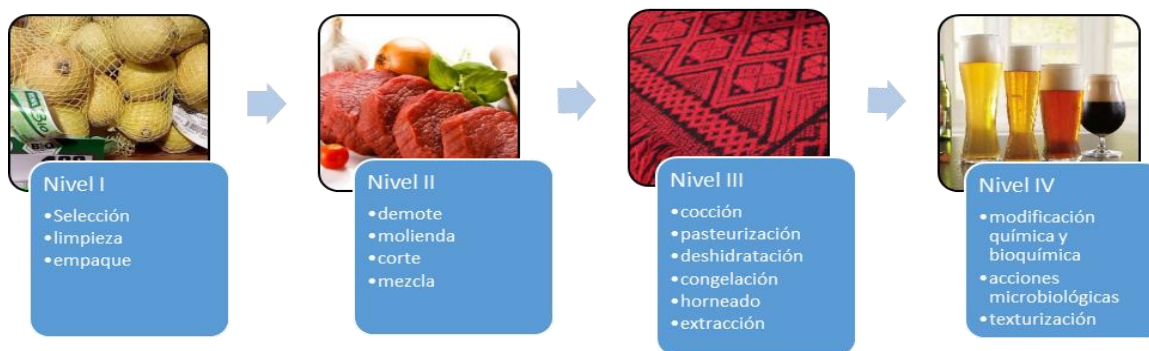 Nivel I
•Selección
•limpieza
•empaque
Nivel II
•demote
•molienda
•corte
•mezcla
Nivel III
•cocción
•pasteurización
•deshidratación
•congelación
•horneado
•extracción
Nivel IV
•modificación
química y
bioquímica
•acciones
microbiológicas
•texturización